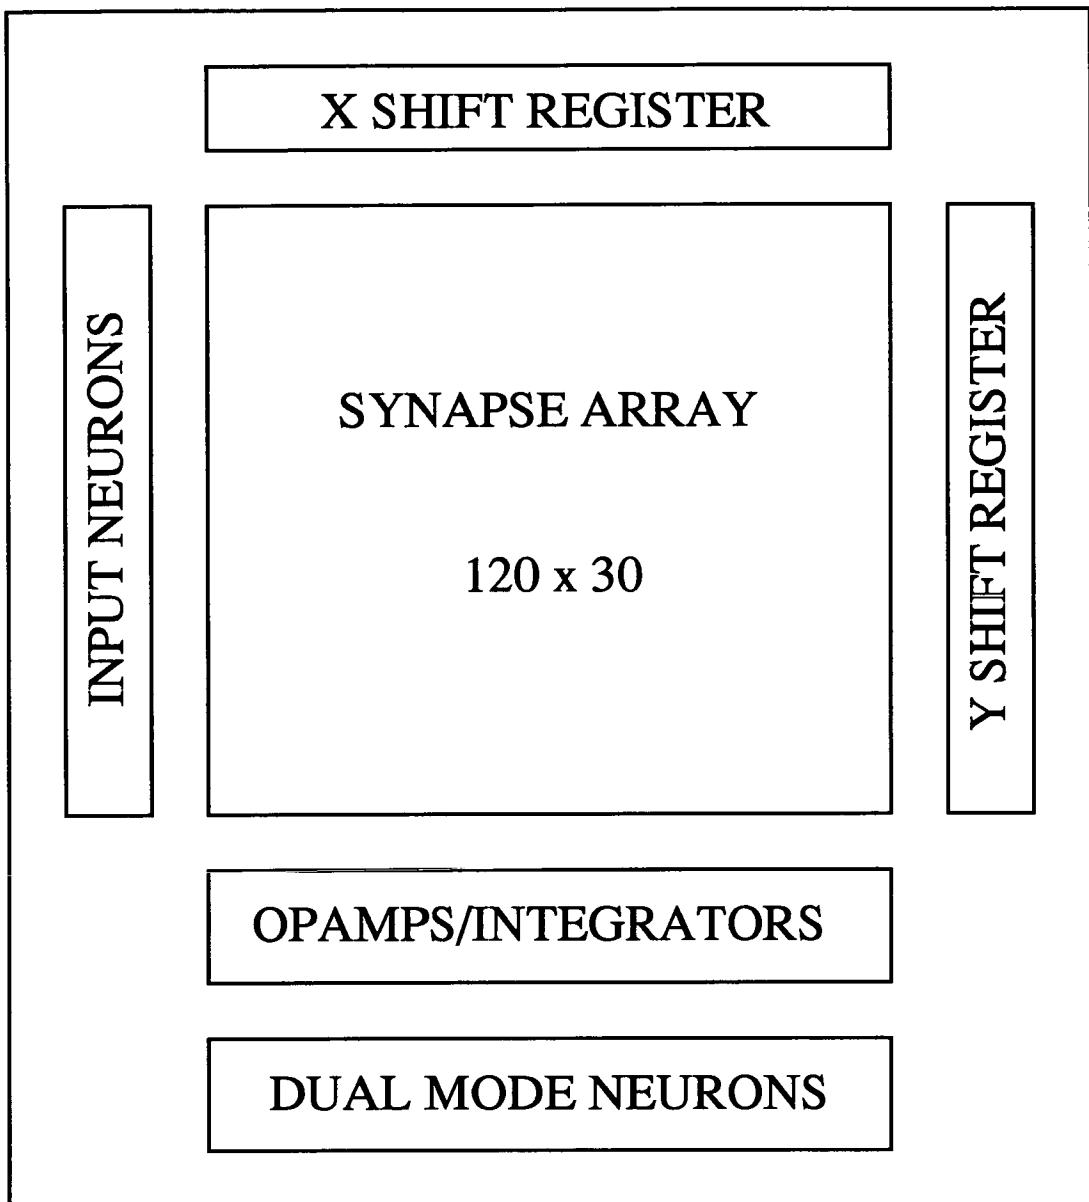 X SHIFT REGISTER
INPUT NEURONS
SYNAPSE ARRAY
120 x 30
Y SHIFT REGISTER
OPAMPS/INTEGRATORS
DUAL MODE NEURONS